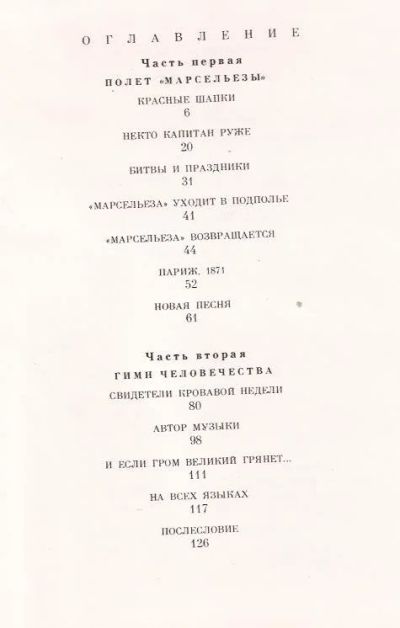 ОГЛАВЛЕНИЕ
Часть первая
ПОЛЕТ «МАРСЕЛЬЕЗЫ»
КРАСНЫЕ ШАПКИ
6
НЕКТО КАПИТАН РУЖЕ
20
БИТВЫ И ПРАЗДНИКИ
31
«МАРСЕЛЬЕЗА» УХОДИТ В ПОДПОЛЬЕ
41
«МАРСЕЛЬЕЗА» ВОЗВРАЩАЕТСЯ
44
ПАРИЖ, 1871
52
НОВАЯ ПЕСНЯ
61
Часть вторая
ГИМН ЧЕЛОВЕЧЕСТВА
СВИДЕТЕЛИ КРОВАВОЙ НЕДЕЛИ
80
АВТОР МУЗЫКИ
98
И ЕСЛИ ГРОМ ВЕЛИКИЙ ГРЯНЕТ...
111
НА ВСЕХ ЯЗЫКАХ
117
ПОСЛЕСЛОВИЕ
126